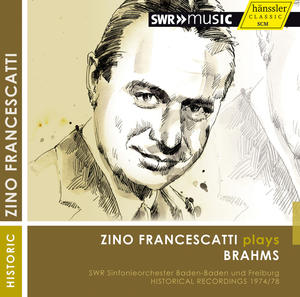 SWR»music
hänssler
CLASSIC
SCM
HISTORIC ZINO FRANCESCATTI
ZINO FRANCESCATTI plays
BRAHMS
SWR Sinfonieorchester Baden-Baden und Freiburg
HISTORICAL RECORDINGS 1974/78